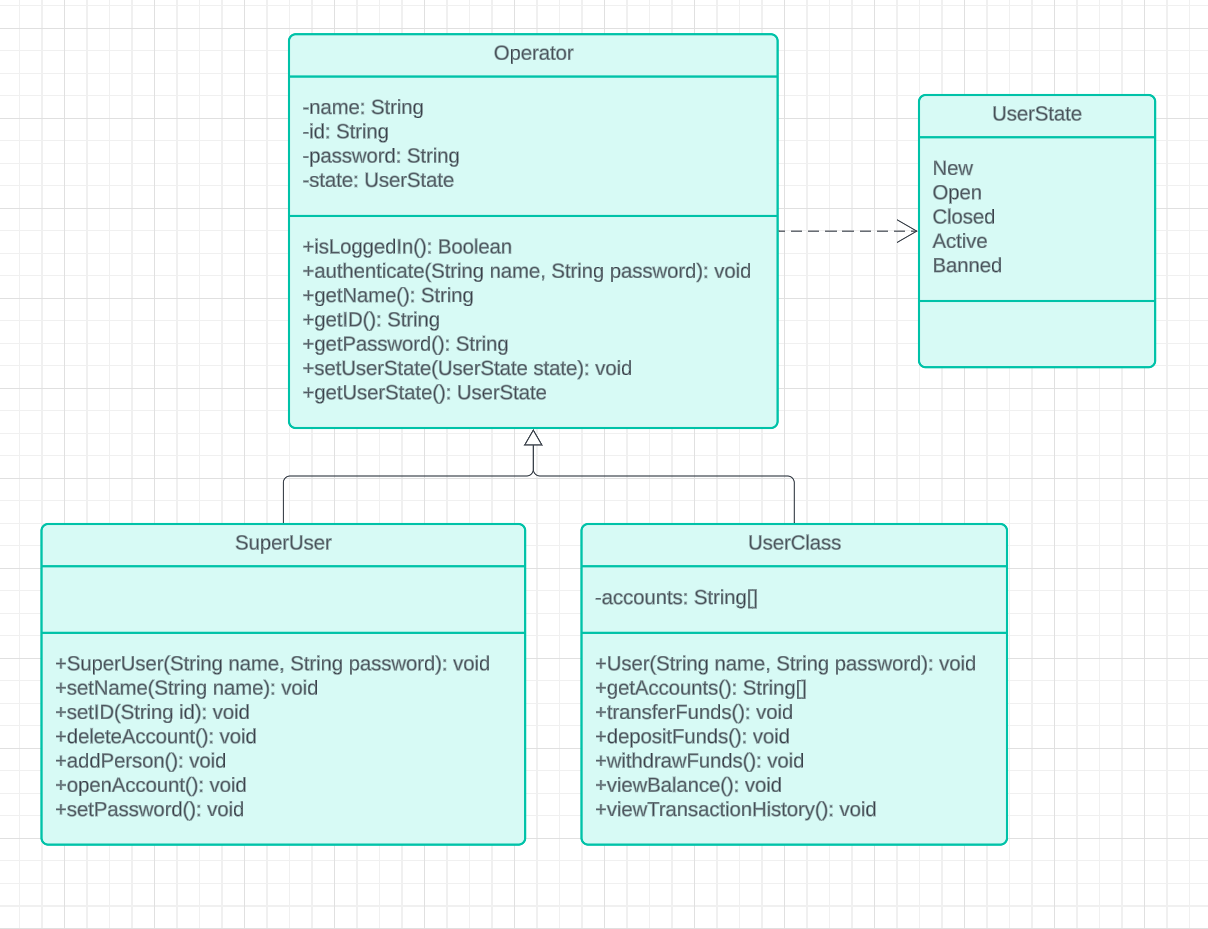 Operator
-name: String
-id: String
-password: String
-state: UserState
+isLoggedIn(): Boolean
+authenticate(String name, String password): void
+getName(): String
+getID(): String
+getPassword(): String
+setUserState(UserState state): void
+getUserState(): UserState
UserState
New
Open
Closed
Active
Banned
SuperUser
+SuperUser(String name, String password): void
+setName(String name): void
+setID(String id): void
+deleteAccount(): void
+addPerson(): void
+openAccount(): void
+setPassword(): void
UserClass
-accounts: String[]
+User(String name, String password): void
+getAccounts(): String[]
+transferFunds(): void
+depositFunds(): void
+withdrawFunds(): void
+viewBalance(): void
+viewTransactionHistory(): void